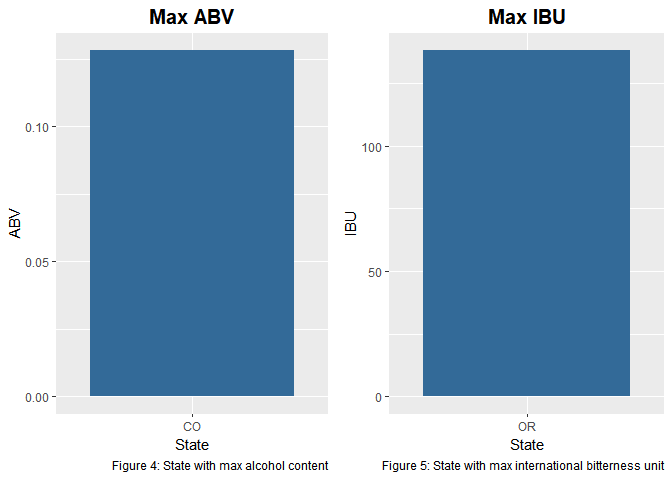 Max ABV
ABV
0.10
0.05
0.00
CO
State
Figure 4: State with max alcohol content
Max IBU
IBU
100
50
0
OR
State
Figure 5: State with max international bitterness unit